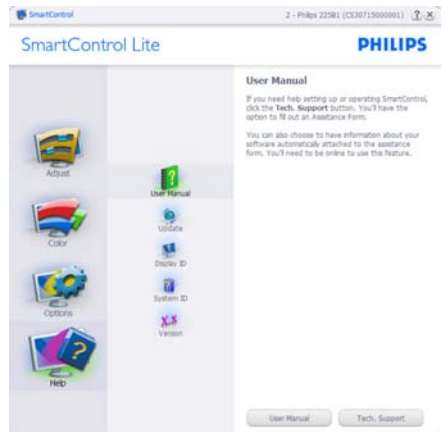 SmartControl
2 - Philips 225B1 (CS30715000001) ? X
SmartControl Lite
PHILIPS
Adjust
Color
Options
Help
User Manual
Update
Display ID
System ID
Version
User Manual
If you need help setting up or operating SmartControl,
click the Tech. Support button. You'll have the
option to fill out an Assistance Form.
You can also choose to have information about your
software automatically attached to the assistance
form. You'll need to be online to use this feature.
User Manual
Tech. Support